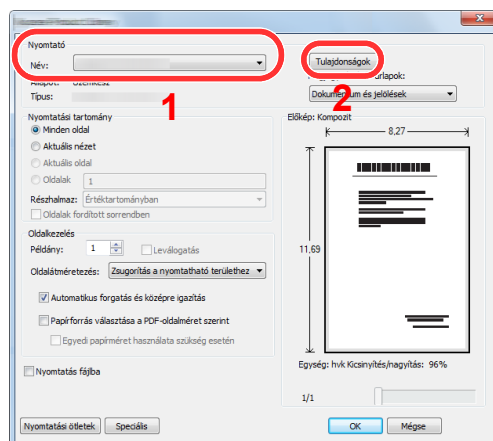 Nyomtató
Név:
Tulajdonságok
Állapot: Üzemkész
űrlapok:
Típus:
Dokumentum és jelölések
1
2
Nyomtatási tartomány
Minden oldal
Aktuális nézet
Aktuális oldal
Oldalak 1
Részhalmaz: Értéktartományban
Oldalak fordított sorrendben
Oldalkezelés
Példány: 1 Leválogatás
Oldalátméretezés: Zsugorítás a nyomtatható területhez
Automatikus forgatás és középre igazítás
Papírforrás választása a PDF-oldalméret szerint
Egyedi papírméret használata szükség esetén
Nyomtatás fájlba
Előkép: Kompozit
8,27
11,69
Egység: hvk Kicsinyítés/nagyítás: 96%
1/1
Nyomtatási ötletek
Speciális
OK
Mégse